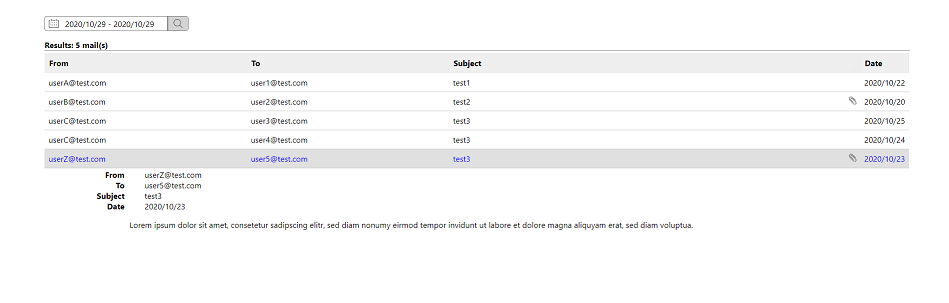 2020/10/29 - 2020/10/29
Results: 5 mail(s)
From To Subject Date
userA@test.com user1@test.com test1 2020/10/22
userB@test.com user2@test.com test2 2020/10/20
userC@test.com user3@test.com test3 2020/10/25
userC@test.com user4@test.com test3 2020/10/24
userZ@test.com user5@test.com test3 2020/10/23
From userZ@test.com
To user5@test.com
Subject test3
Date 2020/10/23
Lorem ipsum dolor sit amet, consetetur sadipscing elitr, sed diam nonumy eirmod tempor invidunt ut labore et dolore magna aliquyam erat, sed diam voluptua.